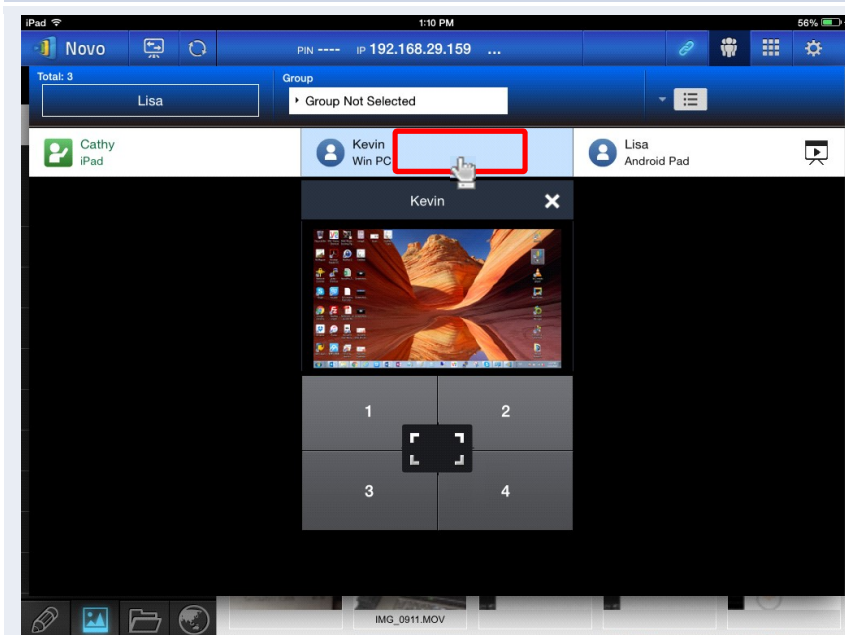 iPad 1:10 PM 56%
Novo PIN ---- IP 192.168.29.159 ...
Total: 3 Group
Lisa Group Not Selected
Cathy Kevin Lisa
iPad Win PC Android Pad
Kevin
1 2
3 4
IMG_0911.MOV